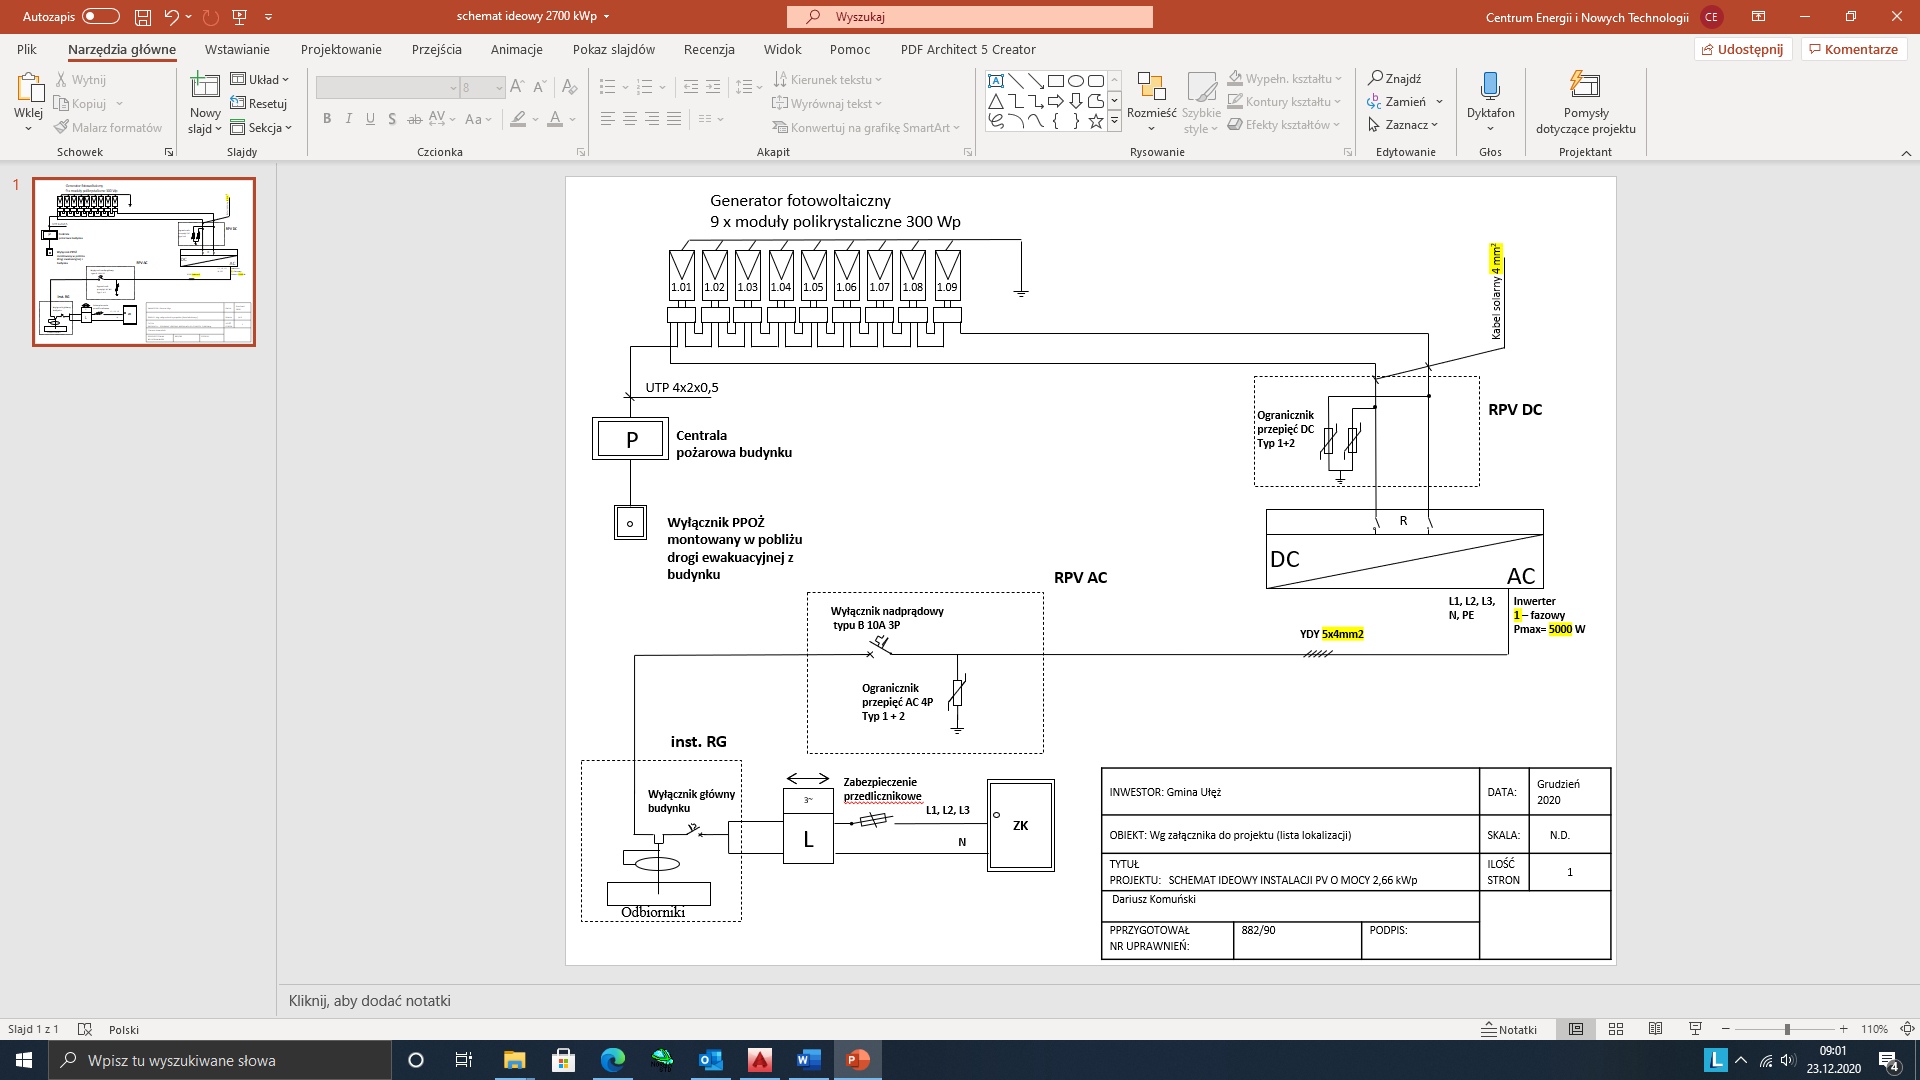 Autozapis
schemat ideowy 2700 kWp
Wyszukaj
Centrum Energii i Nowych Technologii
CE
Plik
Narzędzia główne
Wstawianie
Projektowanie
Przejścia
Animacje
Pokaz slajdów
Recenzja
Widok
Pomoc
PDF Architect 5 Creator
Udostępnij
Komentarze
Wklej
Wytnij
Kopiuj
Malarz formatów
Schowek
Nowy
slajd
Układ
Resetuj
Sekcja
Slajdy
8
B I U S ab AV Aa A
Czcionka
Kierunek tekstu
Wyrównaj tekst
Konwertuj na grafikę SmartArt
Akapit
Rozmieść
Szybkie
style
Wypełn. kształtu
Kontury kształtu
Efekty kształtów
Rysowanie
Znajdź
Zamień
Zaznacz
Edytowanie
Dyktafon
Głos
Pomysły
dotyczące projektu
Projektant
1
Generator fotowoltaiczny
9 x moduły polikrystaliczne 300 Wp
1.01 1.02 1.03 1.04 1.05 1.06 1.07 1.08 1.09
Kabel solarny 4 mm²
UTP 4x2x0,5
P
Centrala
pożarowa budynku
Wyłącznik PPOŻ
montowany w pobliżu
drogi ewakuacyjnej z
budynku
Ogranicznik
przepięć DC
Typ 1+2
RPV DC
R
DC
AC
L1, L2, L3,
N, PE
Inwerter
1 – fazowy
Pmax= 5000 W
YDY 5x4mm2
RPV AC
Wyłącznik nadprądowy
typu B 10A 3P
Ogranicznik
przepięć AC 4P
Typ 1 + 2
inst. RG
Wyłącznik główny
budynku
Odbiorniki
3~
L
Zabezpieczenie
przedlicznikowe
L1, L2, L3
N
ZK
INWESTOR: Gmina Ułęż
DATA:
Grudzień
2020
OBIEKT: Wg załącznika do projektu (lista lokalizacji)
SKALA:
N.D.
TYTUŁ
PROJEKTU: SCHEMAT IDEOWY INSTALACJI PV O MOCY 2,66 kWp
ILOŚĆ
STRON
1
Dariusz Komuński
PPRZYGOTOWAŁ
NR UPRAWNIEŃ:
882/90
PODPIS:
Kliknij, aby dodać notatki
Slajd 1 z 1
Polski
Notatki
110%
Wpisz tu wyszukiwane słowa
09:01
23.12.2020
4